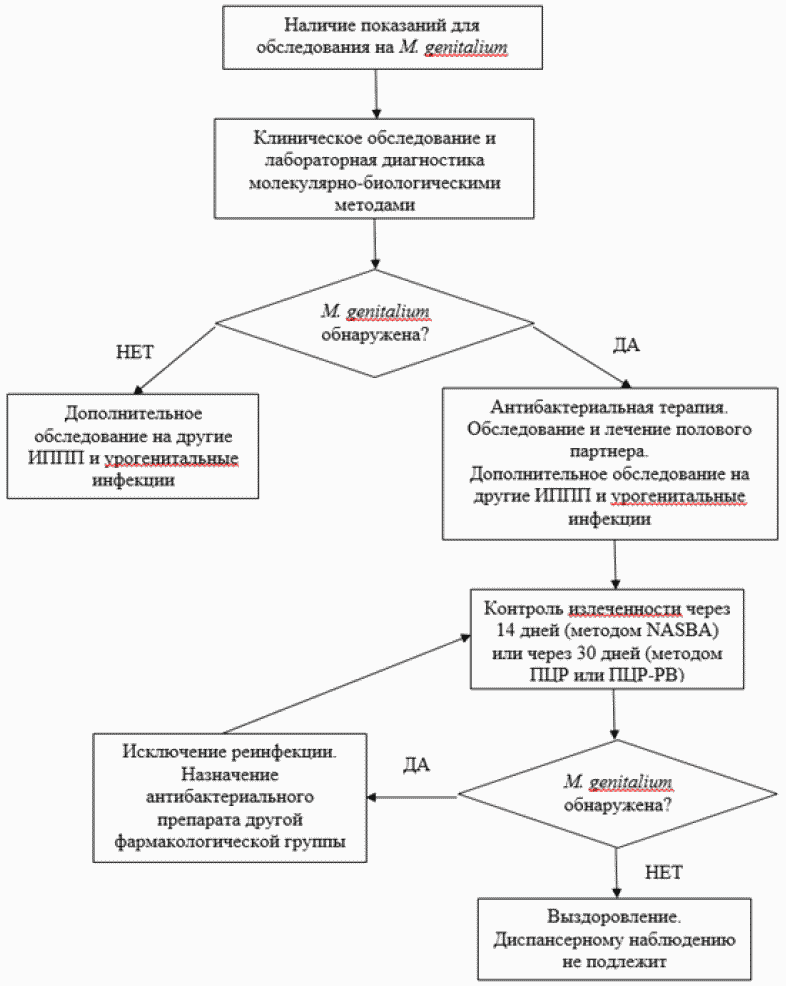 Наличие показаний для
обследования на M. genitalium
Клиническое обследование и
лабораторная диагностика
молекулярно-биологическими
методами
M. genitalium
обнаружена?
НЕТ
ДА
Дополнительное
обследование на другие
ИППП и урогенитальные
инфекции
Антибактериальная терапия.
Обследование и лечение полового
партнера.
Дополнительное обследование на
другие ИППП и урогенитальные
инфекции
Контроль излеченности через
14 дней (методом NASBA)
или через 30 дней (методом
ПЦР или ПЦР-РВ)
Исключение реинфекции.
Назначение
антибактериального
препарата другой
фармакологической группы
ДА
M. genitalium
обнаружена?
НЕТ
Выздоровление.
Диспансерному наблюдению
не подлежит